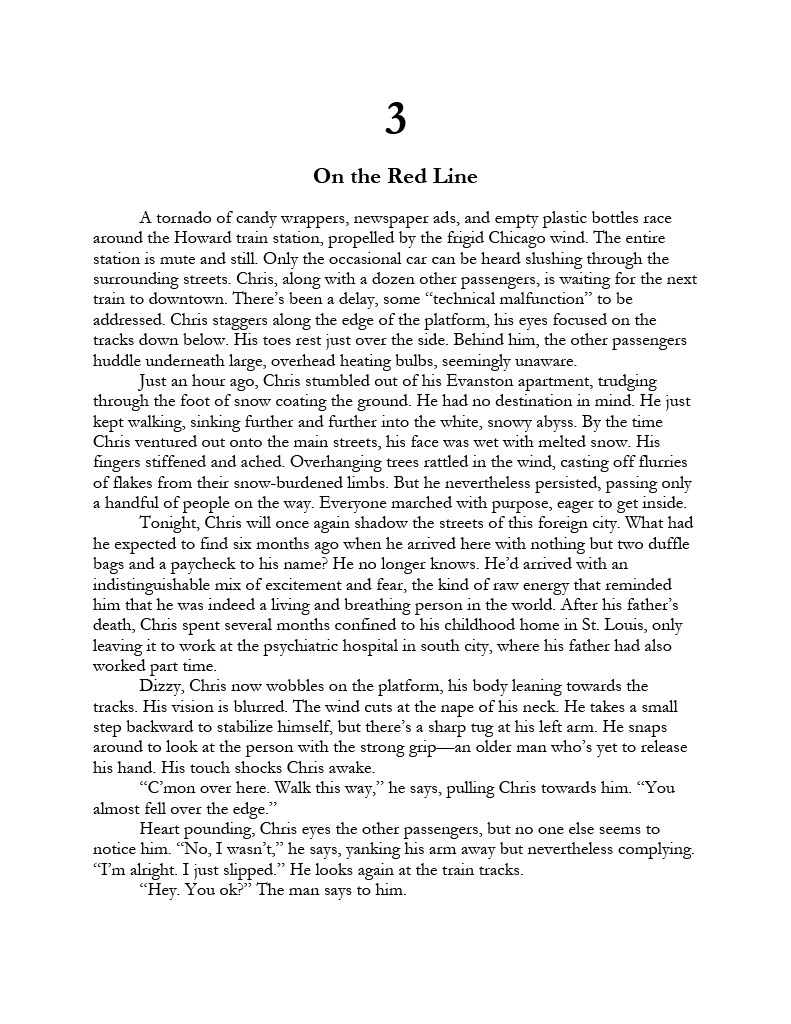 3
On the Red Line
A tornado of candy wrappers, newspaper ads, and empty plastic bottles race
around the Howard train station, propelled by the frigid Chicago wind. The entire
station is mute and still. Only the occasional car can be heard slushing through the
surrounding streets. Chris, along with a dozen other passengers, is waiting for the next
train to downtown. There’s been a delay, some “technical malfunction” to be
addressed. Chris staggers along the edge of the platform, his eyes focused on the
tracks down below. His toes rest just over the side. Behind him, the other passengers
huddle underneath large, overhead heating bulbs, seemingly unaware.
Just an hour ago, Chris stumbled out of his Evanston apartment, trudging
through the foot of snow coating the ground. He had no destination in mind. He just
kept walking, sinking further and further into the white, snowy abyss. By the time
Chris ventured out onto the main streets, his face was wet with melted snow. His
fingers stiffened and ached. Overhanging trees rattled in the wind, casting off flurries
of flakes from their snow-burdened limbs. But he nevertheless persisted, passing only
a handful of people on the way. Everyone marched with purpose, eager to get inside.
Tonight, Chris will once again shadow the streets of this foreign city. What had
he expected to find six months ago when he arrived here with nothing but two duffle
bags and a paycheck to his name? He no longer knows. He’d arrived with an
indistinguishable mix of excitement and fear, the kind of raw energy that reminded
him that he was indeed a living and breathing person in the world. After his father’s
death, Chris spent several months confined to his childhood home in St. Louis, only
leaving it to work at the psychiatric hospital in south city, where his father had also
worked part time.
Dizzy, Chris now wobbles on the platform, his body leaning towards the
tracks. His vision is blurred. The wind cuts at the nape of his neck. He takes a small
step backward to stabilize himself, but there’s a sharp tug at his left arm. He snaps
around to look at the person with the strong grip—an older man who’s yet to release
his hand. His touch shocks Chris awake.
“C’mon over here. Walk this way,” he says, pulling Chris towards him. “You
almost fell over the edge.”
Heart pounding, Chris eyes the other passengers, but no one else seems to
notice him. “No, I wasn’t,” he says, yanking his arm away but nevertheless complying.
“I’m alright. I just slipped.” He looks again at the train tracks.
“Hey. You ok?” The man says to him.